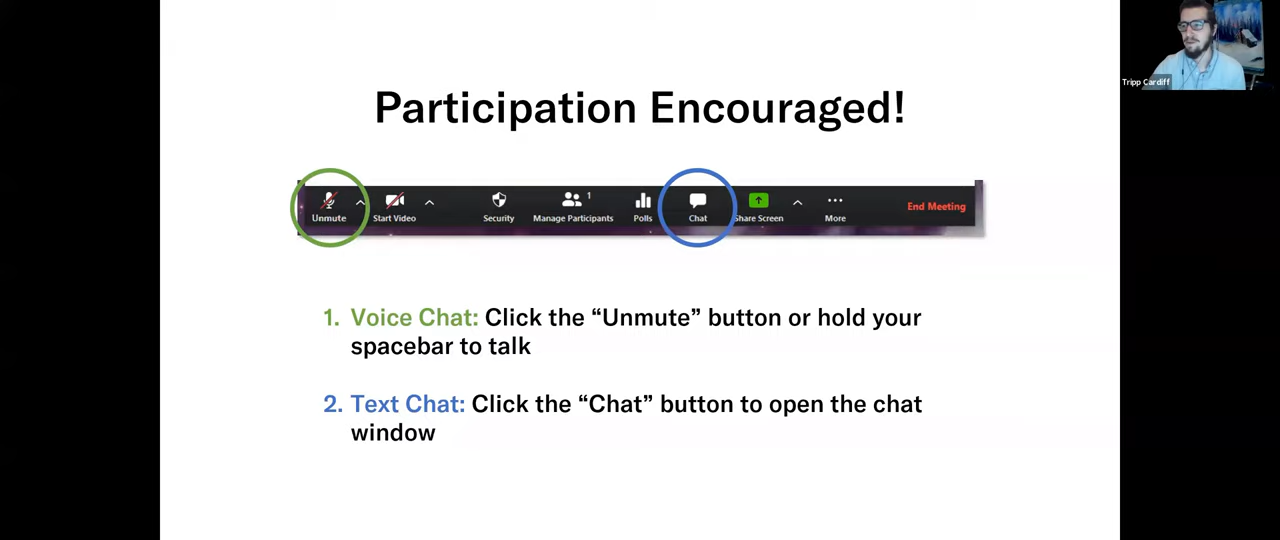 Participation Encouraged!
Tripp Cardiff
1
Unmute Start Video Security Manage Participants Polls Chat Share Screen More End Meeting
1. Voice Chat: Click the “Unmute” button or hold your
spacebar to talk
2. Text Chat: Click the “Chat” button to open the chat
window